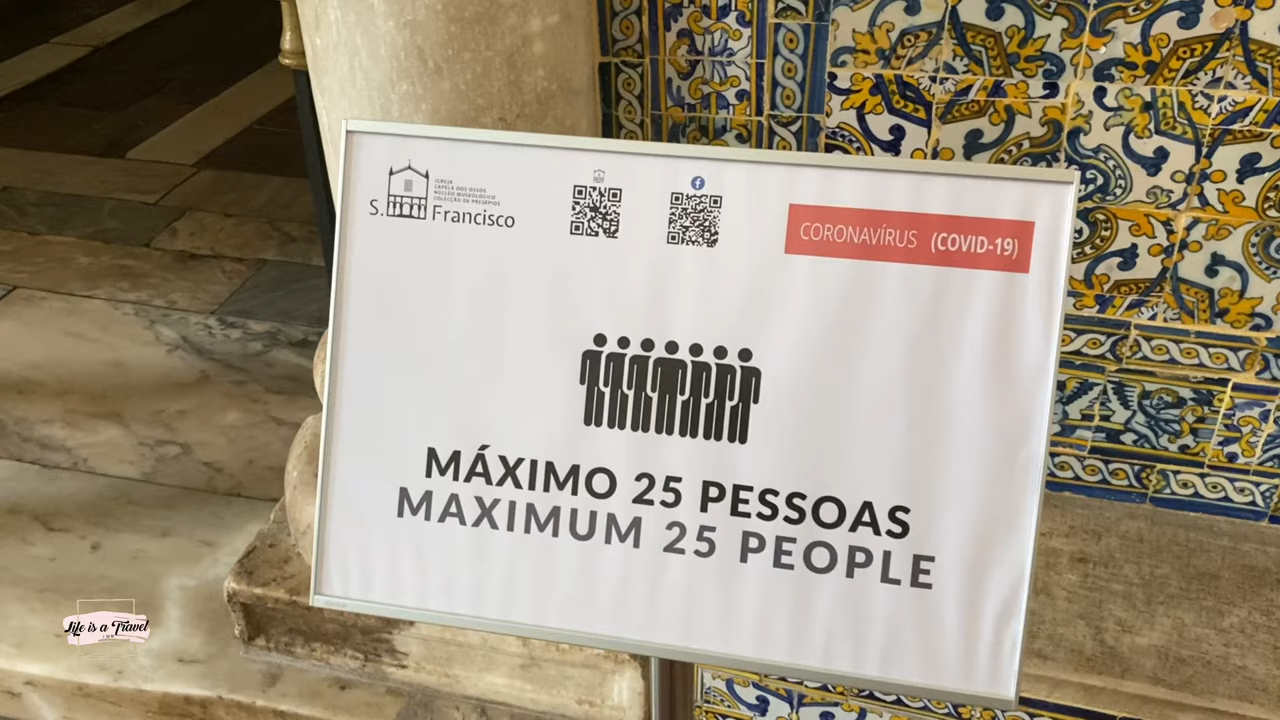 IGREJA
CAPELA DOS OSSOS
NÚCLEO MUSEOLÓGICO
COLECÇÃO DE PRESÉPIOS
S. Francisco
CORONAVÍRUS (COVID-19)
MÁXIMO 25 PESSOAS
MAXIMUM 25 PEOPLE
Life is a Travel